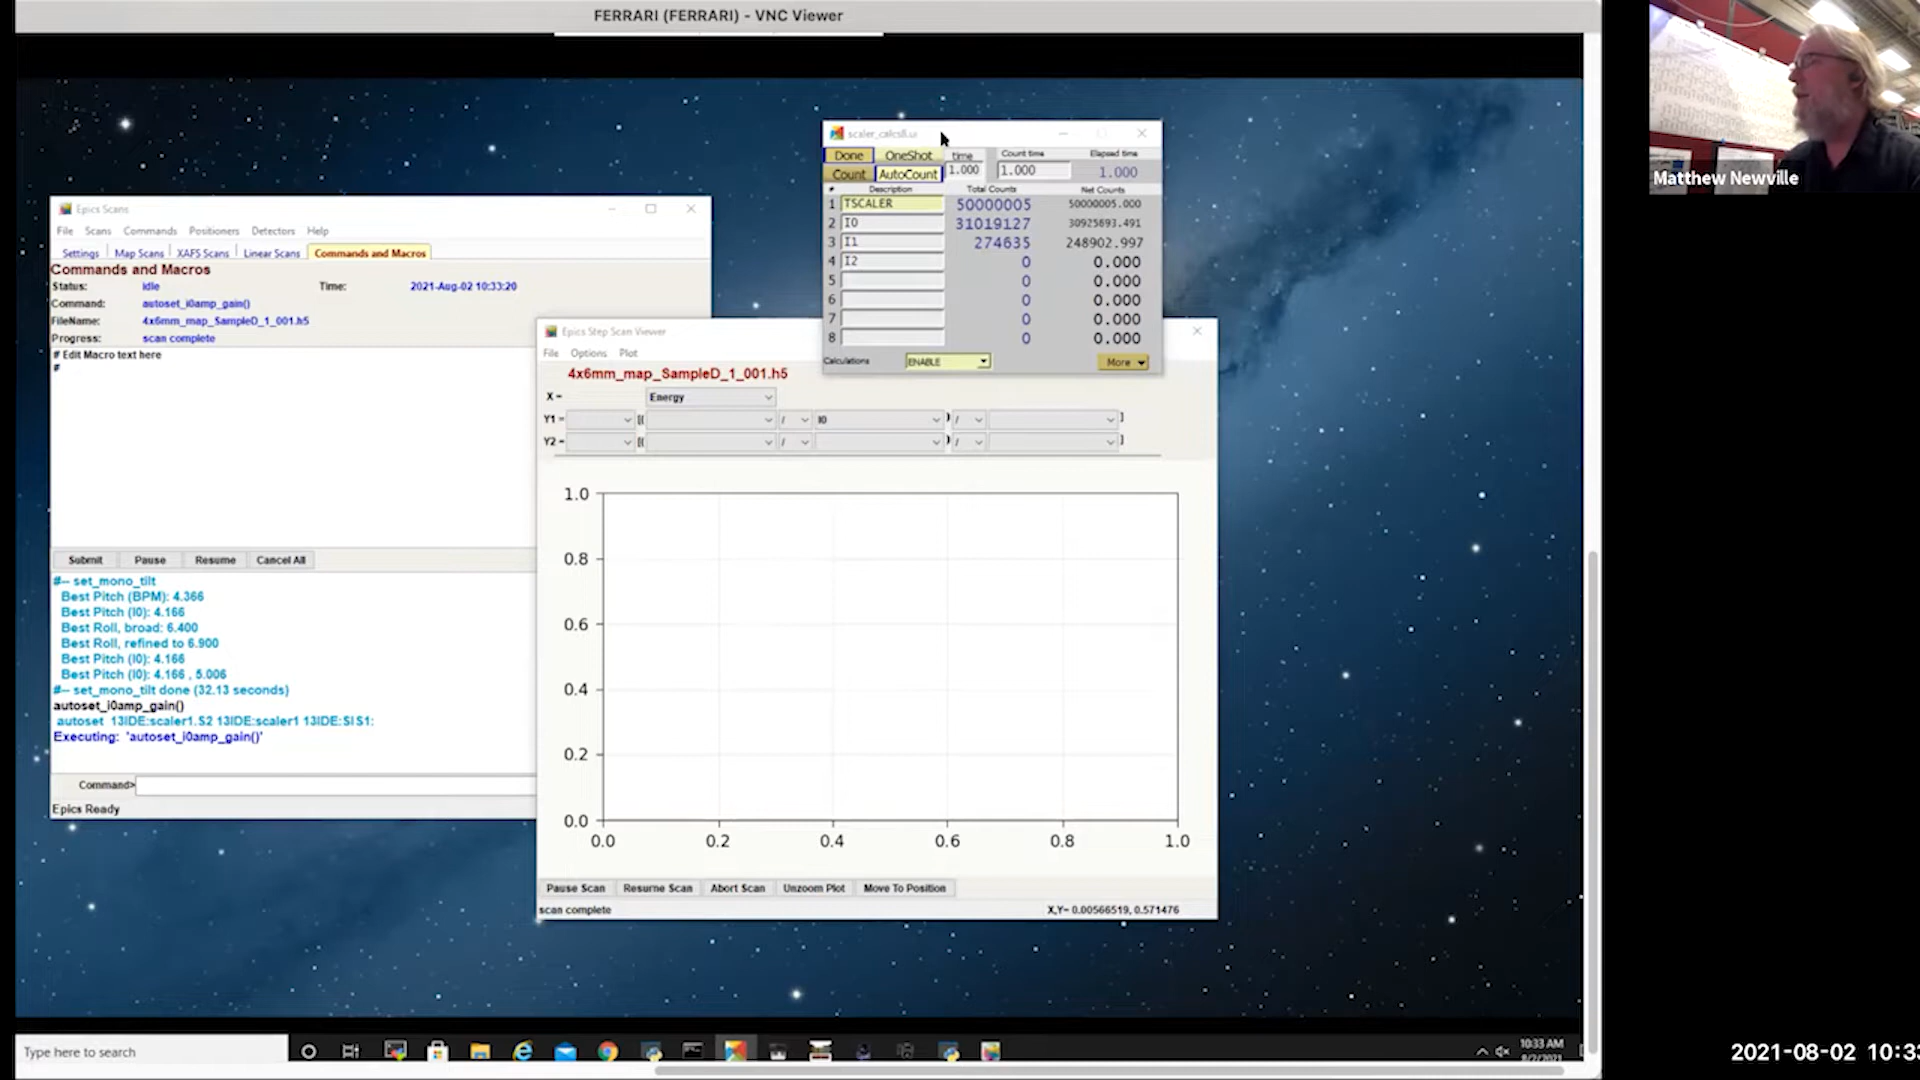 FERRARI (FERRARI) - VNC Viewer
Matthew Newville
scaler_calcs8.ui
Done OneShot time Count time Elapsed time
Count AutoCount 1.000 1.000 1.000
# Description Total Counts Net Counts
1 TSCALER 50000005 50000005.000
2 I0 31019127 30925693.491
3 I1 274635 248902.997
4 I2 0 0.000
5 0 0.000
6 0 0.000
7 0 0.000
8 0 0.000
Calculations ENABLE More
Epics Scans
File Scans Commands Positioners Detectors Help
Settings Map Scans XAFS Scans Linear Scans Commands and Macros
Commands and Macros
Status: idle Time: 2021-Aug-02 10:33:20
Command: autoset_i0amp_gain()
FileName: 4x6mm_map_SampleD_1_001.h5
Progress: scan complete
# Edit Macro text here
#
Submit Pause Resume Cancel All
#-- set_mono_tilt
Best Pitch (BPM): 4.366
Best Pitch (I0): 4.166
Best Roll, broad: 6.400
Best Roll, refined to 6.900
Best Pitch (I0): 4.166
Best Pitch (I0): 4.166 , 5.006
#-- set_mono_tilt done (32.13 seconds)
autoset_i0amp_gain()
autoset 13IDE:scaler1.S2 13IDE:scaler1 13IDE:SIS1:
Executing: 'autoset_i0amp_gain()'
Command>
Epics Ready
Epics Step Scan Viewer
File Options Plot
4x6mm_map_SampleD_1_001.h5
X = Energy
Y1 = [( / I0 ) / ]
Y2 = [( / ) / ]
1.0
0.8
0.6
0.4
0.2
0.0
0.0 0.2 0.4 0.6 0.8 1.0
Pause Scan Resume Scan Abort Scan Unzoom Plot Move To Position
scan complete X,Y= 0.00566519, 0.571476
Type here to search
10:33 AM
8/2/2021
2021-08-02 10:33